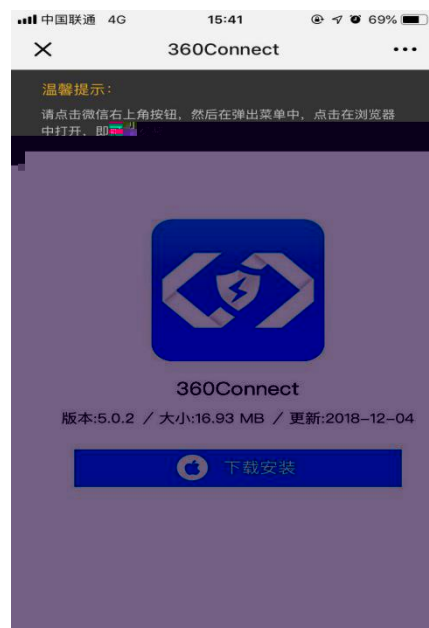 中国联通 4G 15:41 69%
360Connect
温馨提示：
请点击微信右上角按钮，然后在弹出菜单中，点击在浏览器
中打开，即
360Connect
版本:5.0.2 / 大小:16.93 MB / 更新:2018-12-04
下载安装